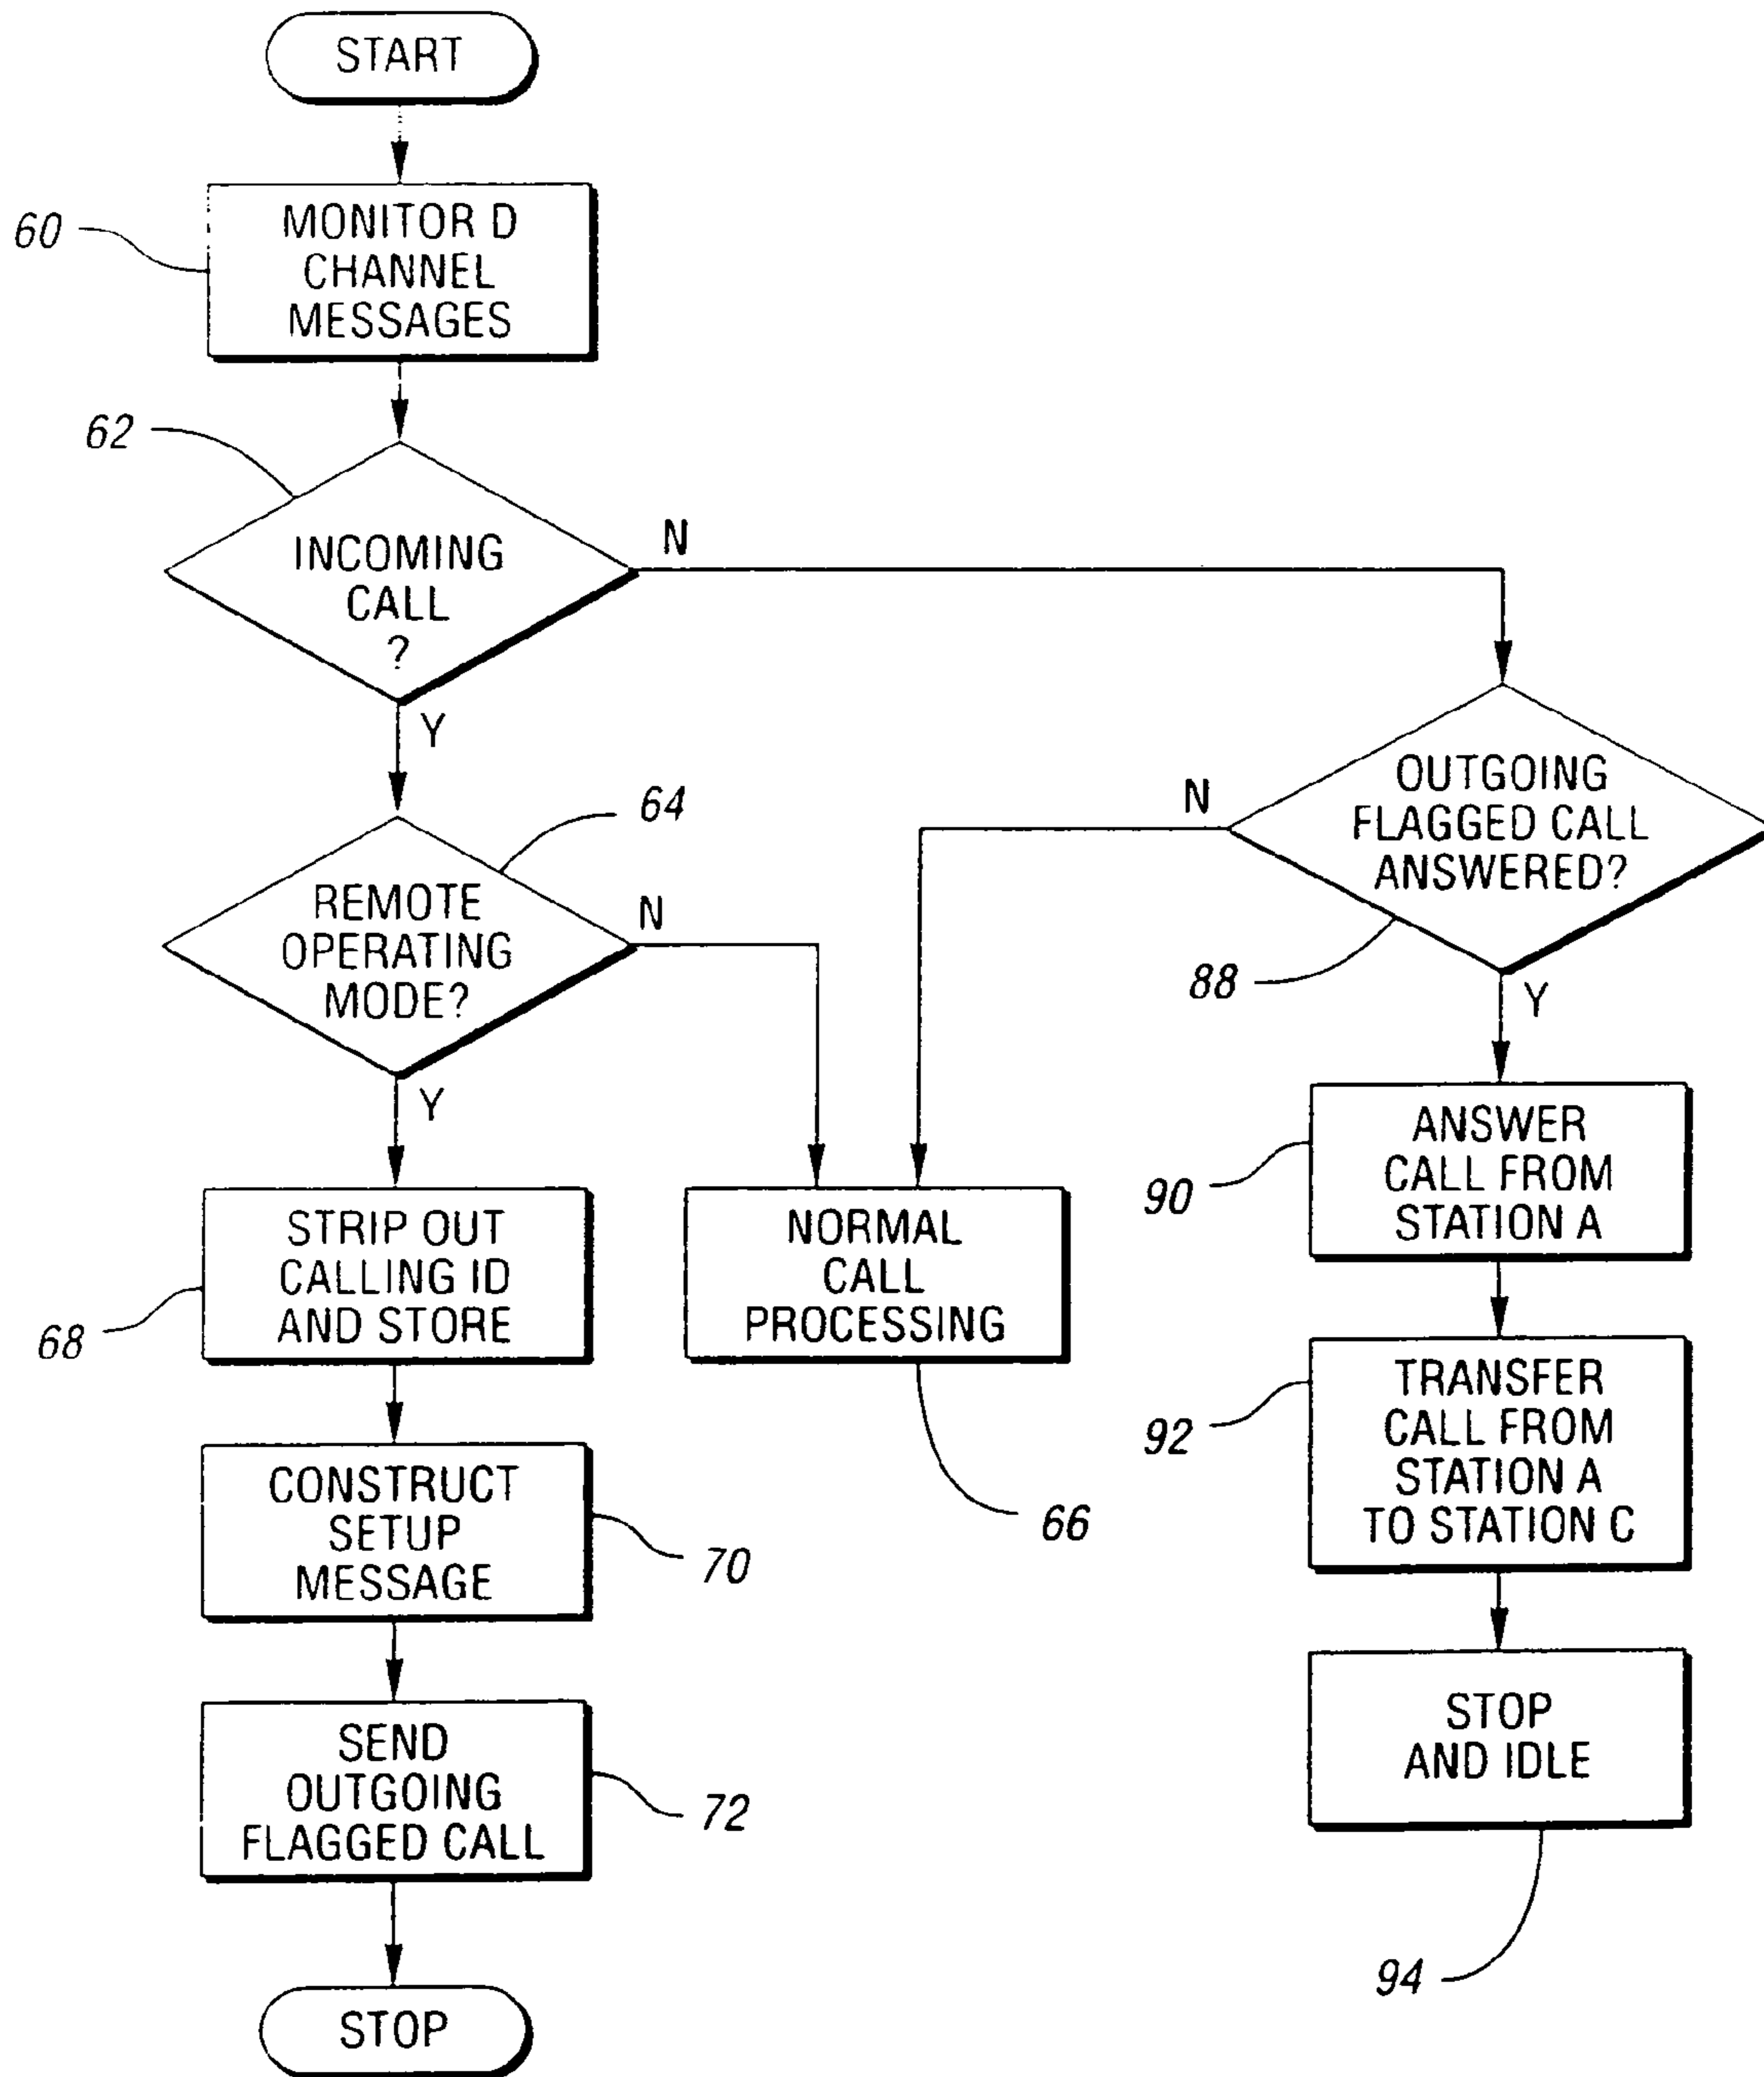 START
60
MONITOR D
CHANNEL
MESSAGES
62
INCOMING
CALL
?
N
Y
64
REMOTE
OPERATING
MODE?
N
Y
OUTGOING
FLAGGED CALL
ANSWERED?
N
88
Y
68
STRIP OUT
CALLING ID
AND STORE
NORMAL
CALL
PROCESSING
66
90
ANSWER
CALL FROM
STATION A
70
CONSTRUCT
SETUP
MESSAGE
92
TRANSFER
CALL FROM
STATION A
TO STATION C
72
SEND
OUTGOING
FLAGGED CALL
STOP
AND IDLE
94
STOP